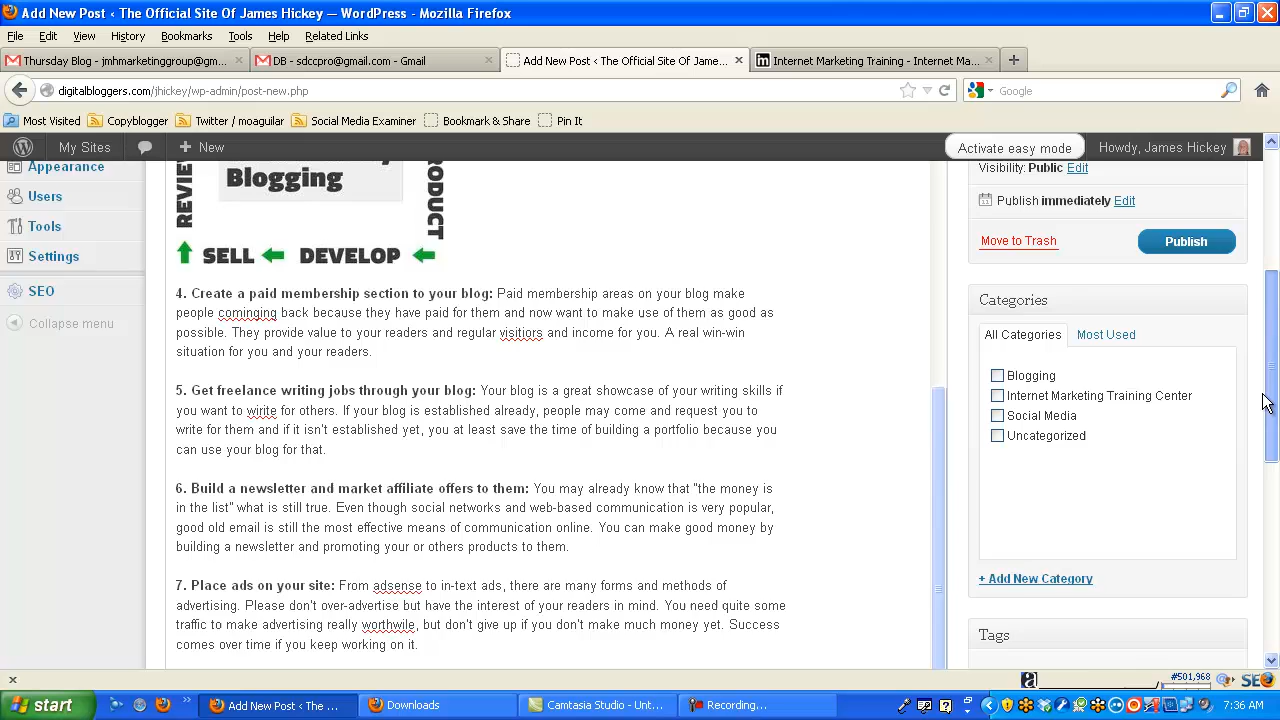 Add New Post ‹ The Official Site Of James Hickey — WordPress - Mozilla Firefox
File Edit View History Bookmarks Tools Help Related Links
Thursday Blog - jmhmarketinggroup@gm...
DB - sdccprh@gmail.com - Gmail
Add New Post ‹ The Official Site Of Jame...
Internet Marketing Training - Internet Ma...
digitalbloggers.com/jhickey/wp-admin/post-new.php
Google
Most Visited Copyblogger Twitter / moaguilar Social Media Examiner Bookmark & Share Pin It
My Sites New Activate easy mode Howdy, James Hickey
Appearance
Users
Tools
Settings
SEO
Collapse menu
REVIEW
Blogging
PRODUCT
SELL DEVELOP
4. Create a paid membership section to your blog: Paid membership areas on your blog make
people cominging back because they have paid for them and now want to make use of them as good as
possible. They provide value to your readers and regular visitiors and income for you. A real win-win
situation for you and your readers.
5. Get freelance writing jobs through your blog: Your blog is a great showcase of your writing skills if
you want to wirite for others. If your blog is established already, people may come and request you to
write for them and if it isn't established yet, you at least save the time of building a portfolio because you
can use your blog for that.
6. Build a newsletter and market affiliate offers to them: You may already know that "the money is
in the list" what is still true. Even though social networks and web-based communication is very popular,
good old email is still the most effective means of communication online. You can make good money by
building a newsletter and promoting your or others products to them.
7. Place ads on your site: From adsense to in-text ads, there are many forms and methods of
advertising. Please don't over-advertise but have the interest of your readers in mind. You need quite some
traffic to make advertising really worthwile, but don't give up if you don't make much money yet. Success
comes over time if you keep working on it.
Visibility: Public Edit
Publish immediately Edit
Move to Trash
Publish
Categories
All Categories
Most Used
Blogging
Internet Marketing Training Center
Social Media
Uncategorized
+ Add New Category
Tags
#501,968
SEO
start
Add New Post ‹ The ...
Downloads
Camtasia Studio - Unt...
Recording...
7:36 AM